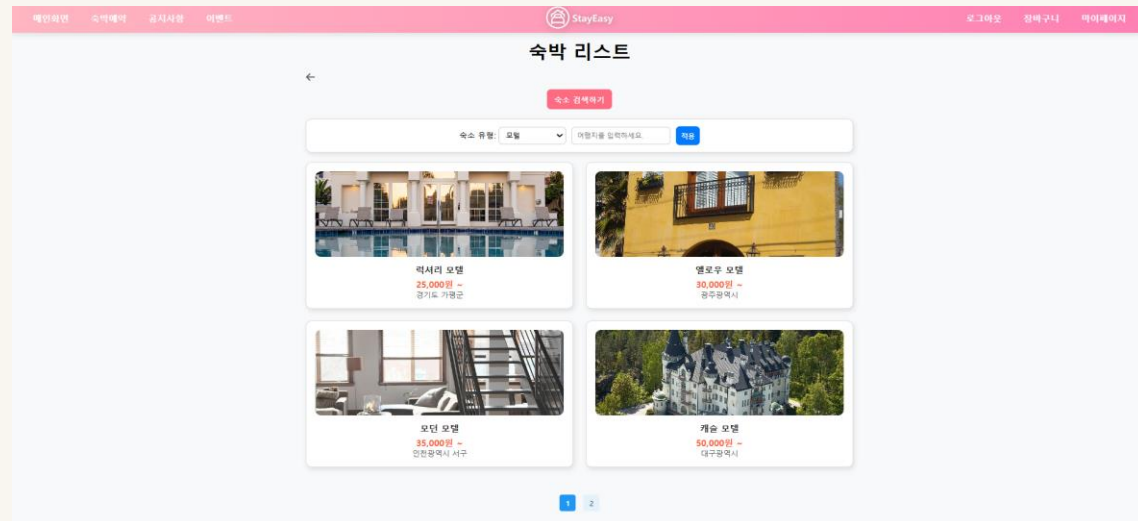 메인화면 숙박예약 공지사항 이벤트 StayEasy 로그아웃 장바구니 마이페이지
숙박 리스트
←
숙소 검색하기
숙소 유형: 모텔 여행지를 입력하세요 적용
럭셔리 모텔
25,000원 ~
경기도 가평군
옐로우 모텔
30,000원 ~
광주광역시
모던 모텔
35,000원 ~
인천광역시 서구
캐슬 모텔
50,000원 ~
대구광역시
1 2